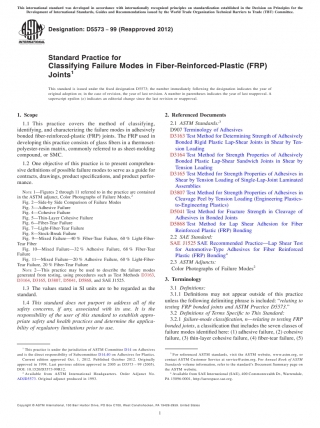 This international standard was developed in accordance with internationally recognized principles on standardization established in the Decision on Principles for the
Development of International Standards, Guides and Recommendations issued by the World Trade Organization Technical Barriers to Trade (TBT) Committee.
Designation: D5573 − 99 (Reapproved 2012)
Standard Practice for
Classifying Failure Modes in Fiber-Reinforced-Plastic (FRP)
Joints1
This standard is issued under the fixed designation D5573; the number immediately following the designation indicates the year of
original adoption or, in the case of revision, the year of last revision. A number in parentheses indicates the year of last reapproval. A
superscript epsilon (´) indicates an editorial change since the last revision or reapproval.
1. Scope
1.1 This practice covers the method of classifying,
identifying, and characterizing the failure modes in adhesively
bonded fiber-reinforced-plastic (FRP) joints. The FRP used in
developing this practice consists of glass fibers in a thermoset-
polyester resin matrix, commonly referred to as sheet-molding
compound, or SMC.
1.2 One objective of this practice is to present comprehen-
sive definitions of possible failure modes to serve as a guide for
contracts, drawings, product specifications, and product perfor-
mance.
NOTE 1—Figures 2 through 11 referred to in the practice are contained
in the ASTM adjunct, Color Photographs of Failure Modes.2
Fig. 2—Side by Side Comparison of Failure Modes
Fig. 3—Adhesive Failure
Fig. 4—Cohesive Failure
Fig. 5—Thin-Layer Cohesive Failure
Fig. 6—Fiber-Tear Failure
Fig. 7—Light-Fiber-Tear Failure
Fig. 8—Stock-Break Failure
Fig. 9—Mixed Failure—40 % Fiber-Tear Failure, 60 % Light-Fiber-
Tear Failure
Fig. 10—Mixed Failure—32 % Adhesive Failure, 68 % Fiber Tear
Failure
Fig. 11—Mixed Failure—20 % Adhesive Failure, 60 % Light-Fiber-
Tear Failure, 20 % Fiber-Tear Failure
NOTE 2—This practice may be used to describe the failure modes
generated from testing, using procedures such as Test Methods D3163,
D3164, D3165, D3807, D5041, D5868, and SAE J1525.
1.3 The values stated in SI units are to be regarded as the
standard.
1.4 This standard does not purport to address all of the
safety concerns, if any, associated with its use. It is the
responsibility of the user of this standard to establish appro-
priate safety and health practices and determine the applica-
bility of regulatory limitations prior to use.
1 This practice is under the jurisdiction of ASTM Committee D14 on Adhesives
and is the direct responsibility of Subcommittee D14.40 on Adhesives for Plastics.
Current edition approved Oct. 1, 2012. Published October 2012. Originally
approved in 1994. Last previous edition approved in 2005 as D5573 – 99 (2005).
DOI: 10.1520/D5573-99R12.
2 Available from ASTM International Headquarters. Order Adjunct No.
ADJD5573. Original adjunct produced in 1995.
2. Referenced Documents
2.1 ASTM Standards:3
D907 Terminology of Adhesives
D3163 Test Method for Determining Strength of Adhesively
Bonded Rigid Plastic Lap-Shear Joints in Shear by Ten-
sion Loading
D3164 Test Method for Strength Properties of Adhesively
Bonded Plastic Lap-Shear Sandwich Joints in Shear by
Tension Loading
D3165 Test Method for Strength Properties of Adhesives in
Shear by Tension Loading of Single-Lap-Joint Laminated
Assemblies
D3807 Test Method for Strength Properties of Adhesives in
Cleavage Peel by Tension Loading (Engineering Plastics-
to-Engineering Plastics)
D5041 Test Method for Fracture Strength in Cleavage of
Adhesives in Bonded Joints
D5868 Test Method for Lap Shear Adhesion for Fiber
Reinforced Plastic (FRP) Bonding
2.2 SAE Standard:
SAE J1525 SAE Recommended Practice—Lap Shear Test
for Automotive-Type Adhesives for Fiber Reinforced
Plastic (FRP) Bonding4
2.3 ASTM Adjuncts:
Color Photographs of Failure Modes2
3. Terminology
3.1 Definitions:
3.1.1 Definitions may not appear outside of this practice
unless the following delimiting phase is included: “relating to
testing FRP bonded joints and ASTM Practice D5573.”
3.2 Definitions of Terms Specific to This Standard:
3.2.1 failure-mode classification, n—relating to testing FRP
bonded joints, a classification that includes the seven classes of
failure modes identified here: (1) adhesive failure, (2) cohesive
failure, (3) thin-layer cohesive failure, (4) fiber-tear failure, (5)
3 For referenced ASTM standards, visit the ASTM website, www.astm.org, or
contact ASTM Customer Service at service@astm.org. For Annual Book of ASTM
Standards volume information, refer to the standard's Document Summary page on
the ASTM website.
4 Available from SAE International (SAE), 400 Commonwealth Dr., Warrendale,
PA 15096-0001, http://www.sae.org.
Copyright © ASTM International, 100 Barr Harbor Drive, PO Box C700, West Conshohocken, PA 19428-2959. United States
1